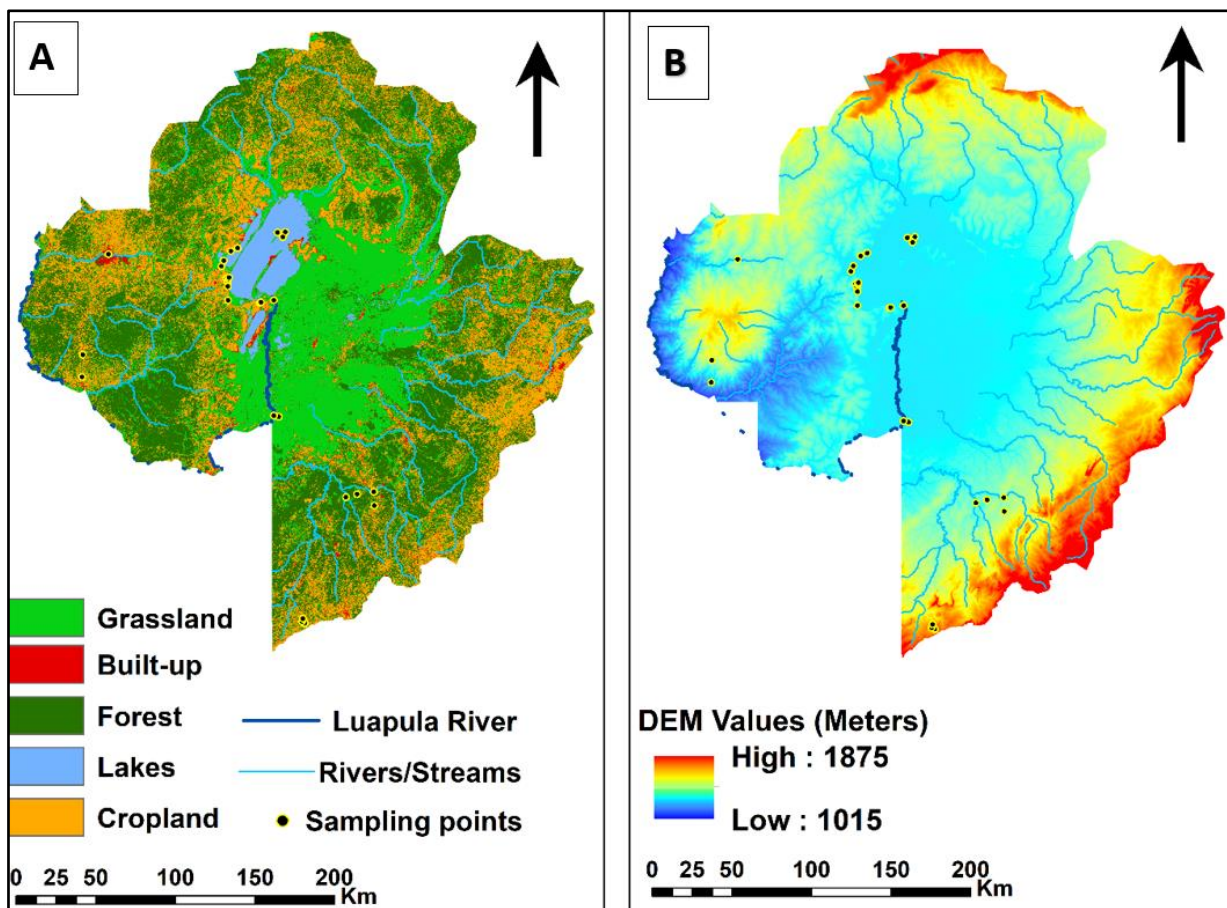 A
Grassland
Built-up
Forest
Lakes
Cropland
Luapula River
Rivers/Streams
Sampling points
0 25 50 100 150 200
Km
B
DEM Values (Meters)
High : 1875
Low : 1015
0 25 50 100 150 200
Km